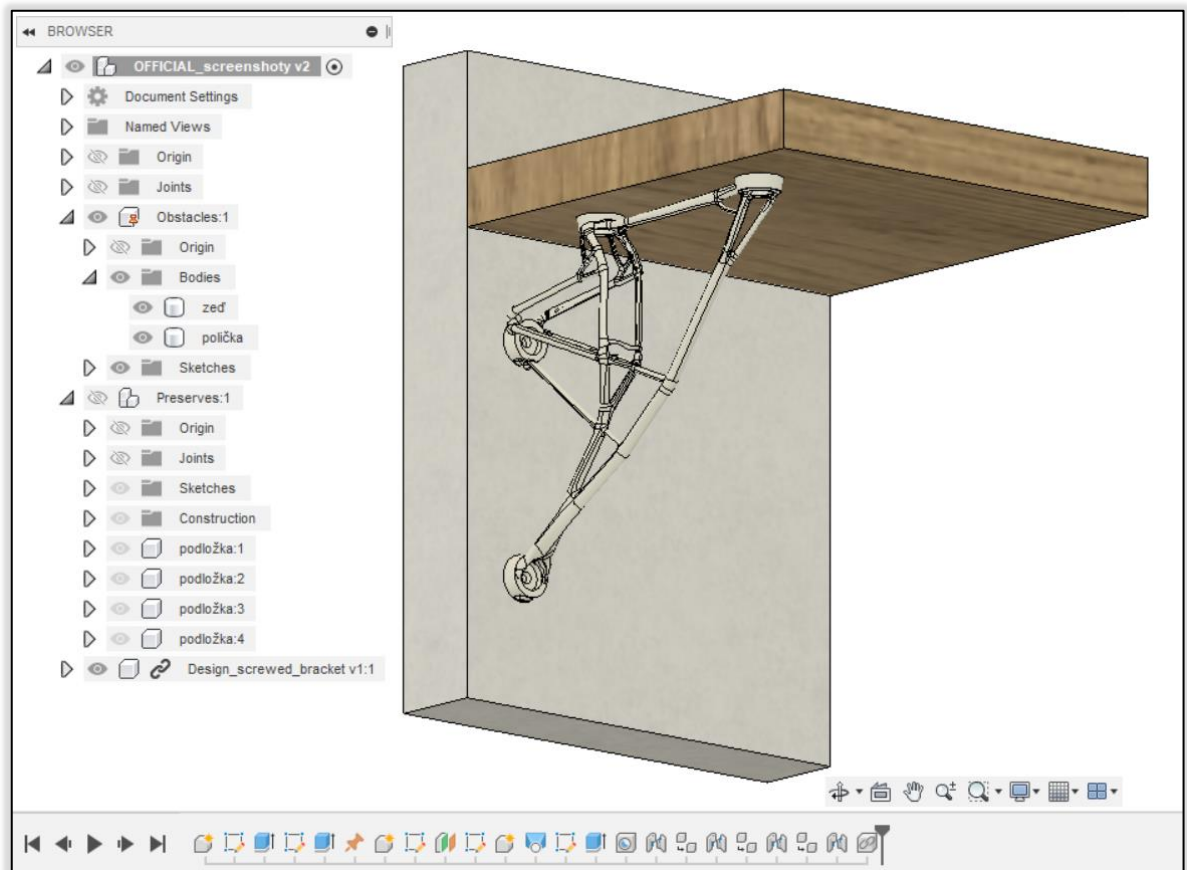 BROWSER
OFFICIAL_screenshoty v2
Document Settings
Named Views
Origin
Joints
Obstacles:1
Origin
Bodies
zeď
polička
Sketches
Preserves:1
Origin
Joints
Sketches
Construction
podložka:1
podložka:2
podložka:3
podložka:4
Design_screwed_bracket v1:1